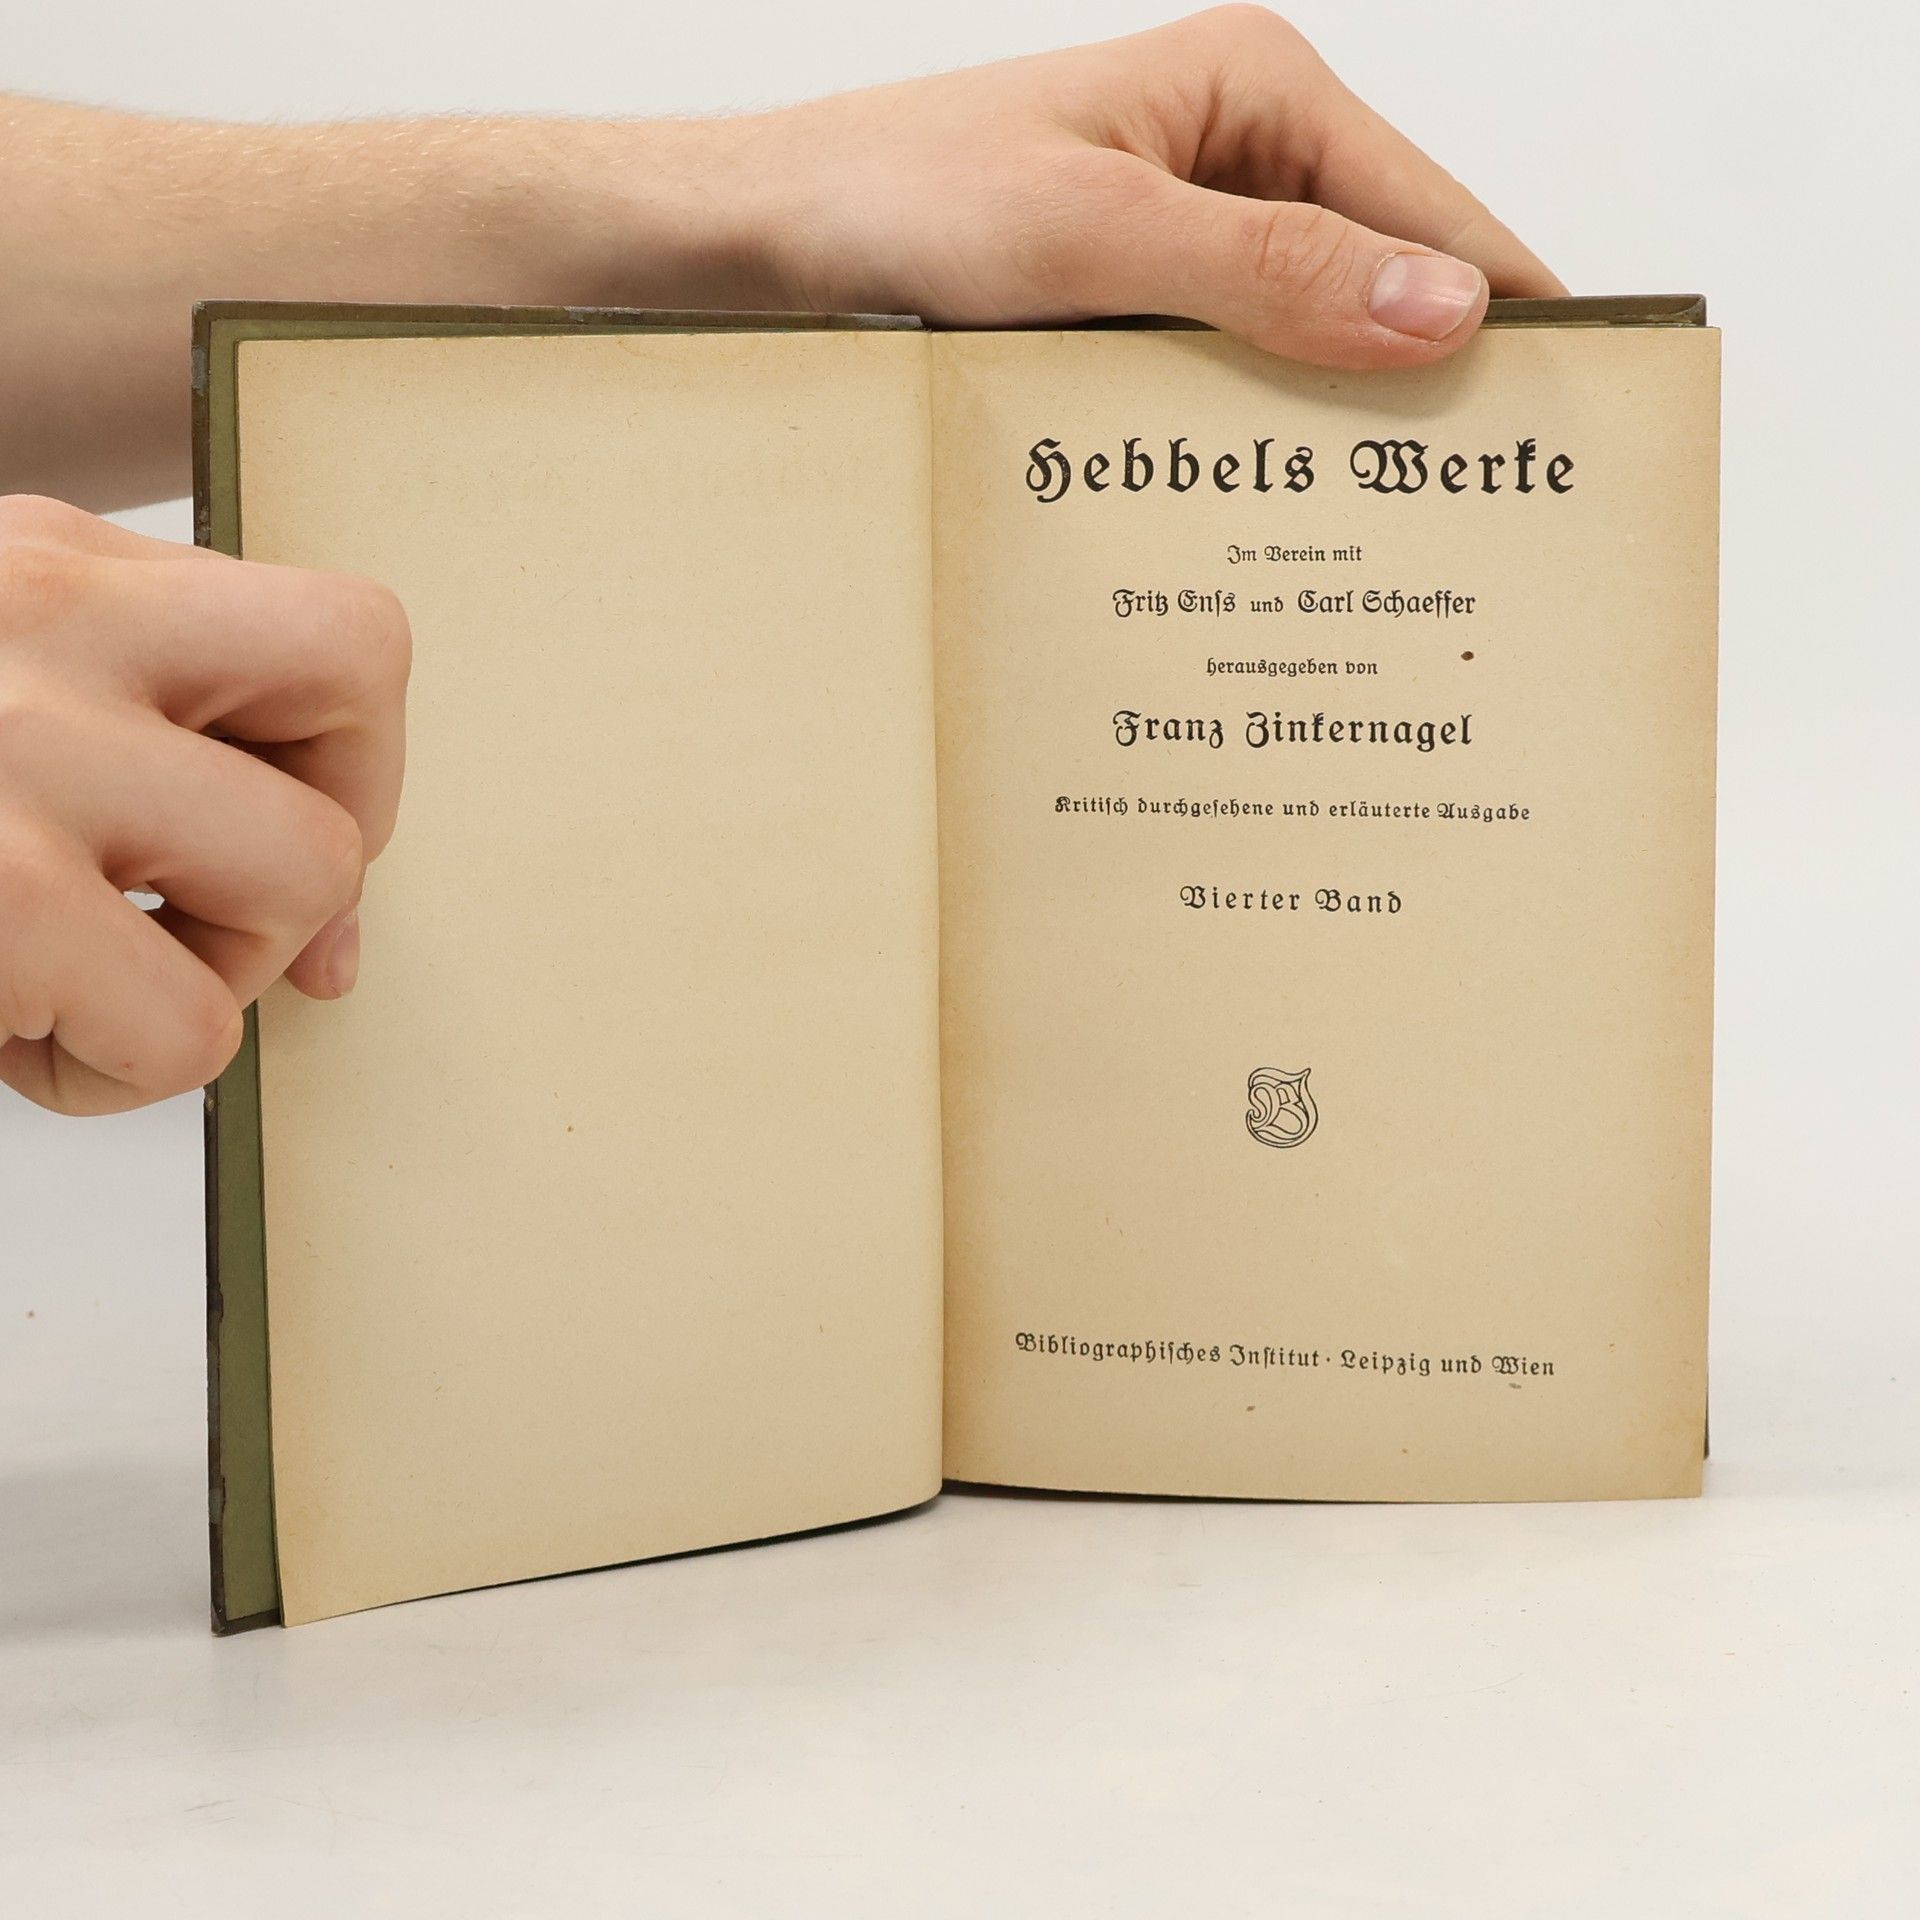 Hebbels Werke
Im Verein mit
Fritz Enſs und Carl Schaeffer
herausgegeben von
Franz Zinkernagel
Kritiſch durchgeſehene und erläuterte Ausgabe
Vierter Band
BI
Bibliographiſches Inſtitut · Leipzig und Wien